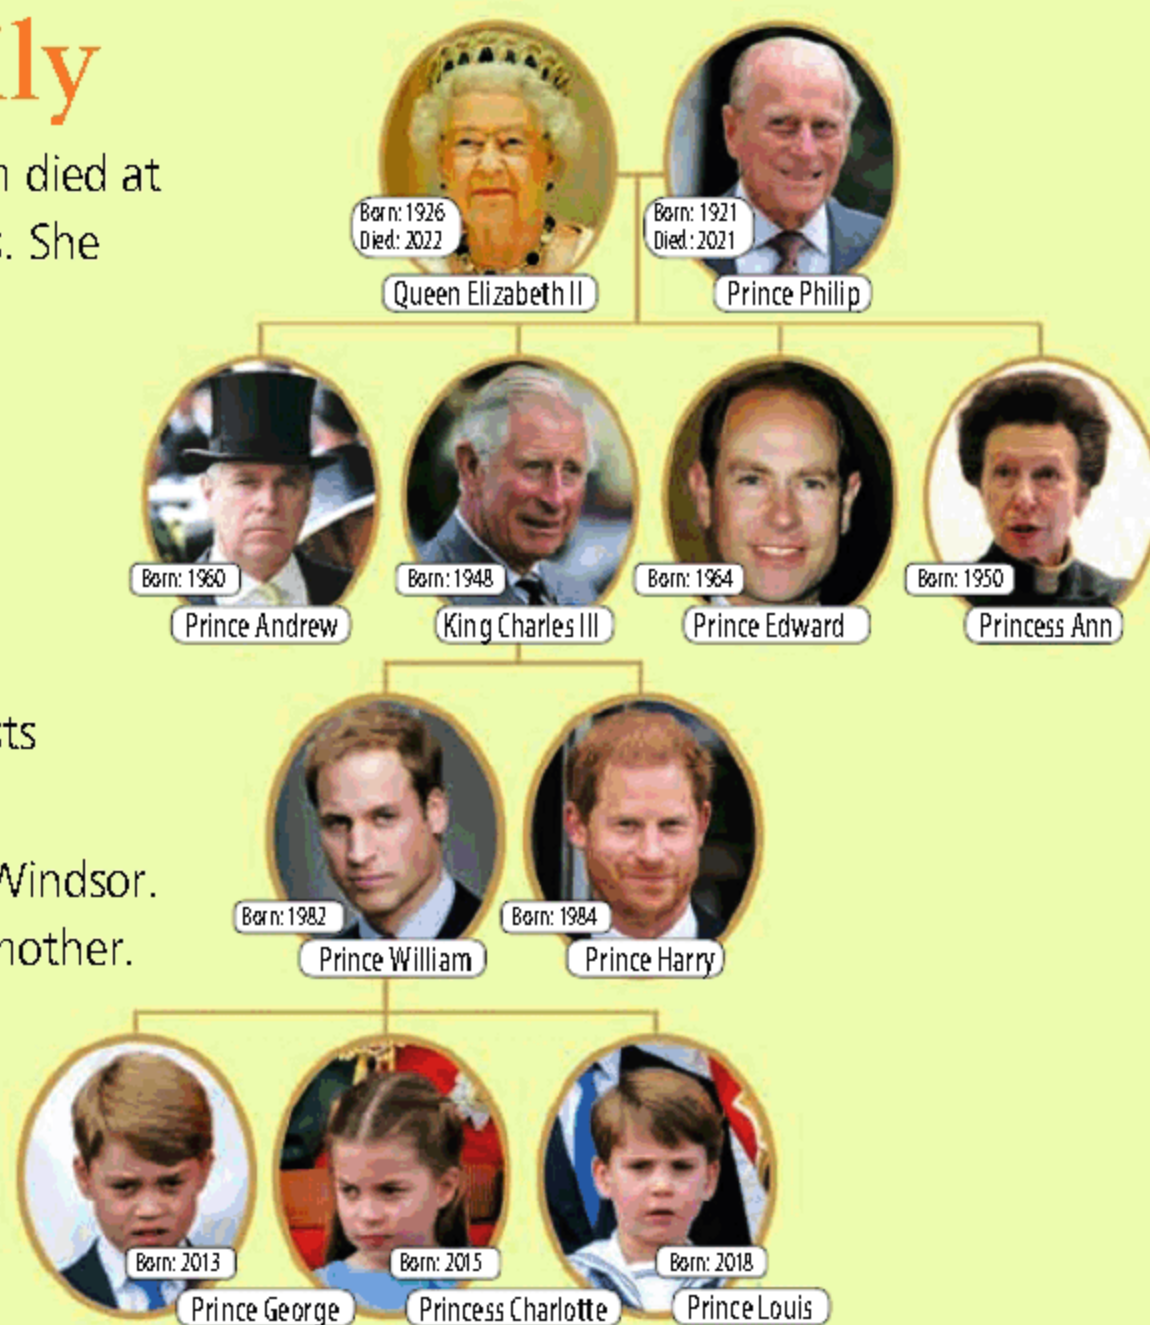 ly
died at
. She
Born: 1926
Died: 2022
Born: 1921
Died: 2021
Queen Elizabeth II
Prince Philip
Born: 1960
Born: 1948
Born: 1964
Born: 1950
Prince Andrew
King Charles III
Prince Edward
Princess Ann
ts
Windsor.
nother.
Born: 1982
Born: 1984
Prince William
Prince Harry
Born: 2013
Born: 2015
Born: 2018
Prince George
Princess Charlotte
Prince Louis